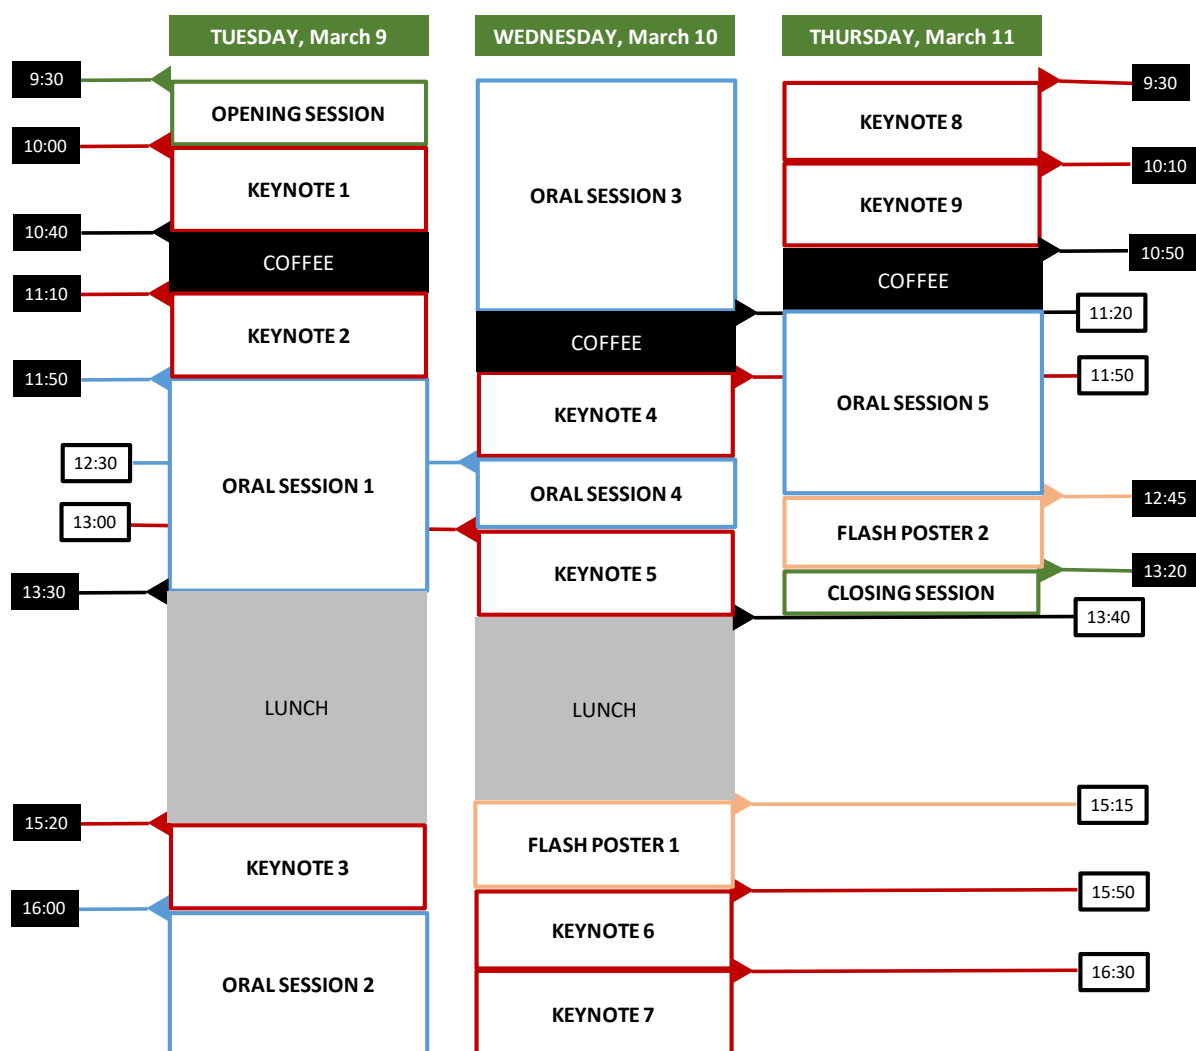 TUESDAY, March 9
WEDNESDAY, March 10
THURSDAY, March 11
9:30
OPENING SESSION
10:00
KEYNOTE 1
10:40
COFFEE
11:10
KEYNOTE 2
11:50
12:30
ORAL SESSION 1
13:00
13:30
LUNCH
15:20
KEYNOTE 3
16:00
ORAL SESSION 2
ORAL SESSION 3
COFFEE
KEYNOTE 4
ORAL SESSION 4
KEYNOTE 5
LUNCH
FLASH POSTER 1
KEYNOTE 6
KEYNOTE 7
KEYNOTE 8
KEYNOTE 9
COFFEE
ORAL SESSION 5
FLASH POSTER 2
CLOSING SESSION
9:30
10:10
10:50
11:20
11:50
12:45
13:20
13:40
15:15
15:50
16:30